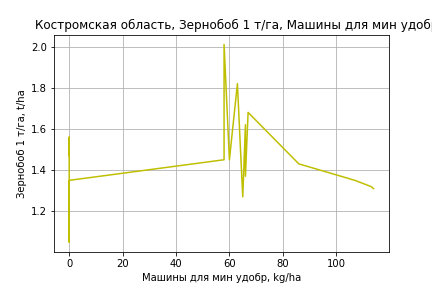 Костромская область, Зернобоб 1 т/га, Машины для мин удобр
2.0
1.8
1.6
1.4
1.2
Зернобоб 1 т/га, t/ha
0 20 40 60 80 100
Машины для мин удобр, kg/ha